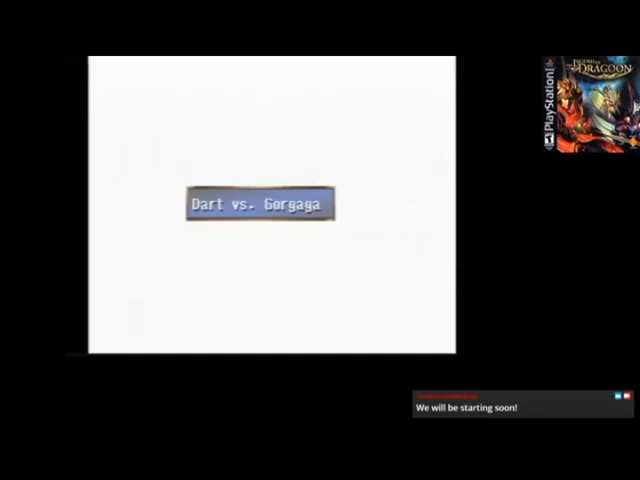 Dart vs. Gorgaga
PlayStation
LEGEND OF
DRAGOON
We will be starting soon!